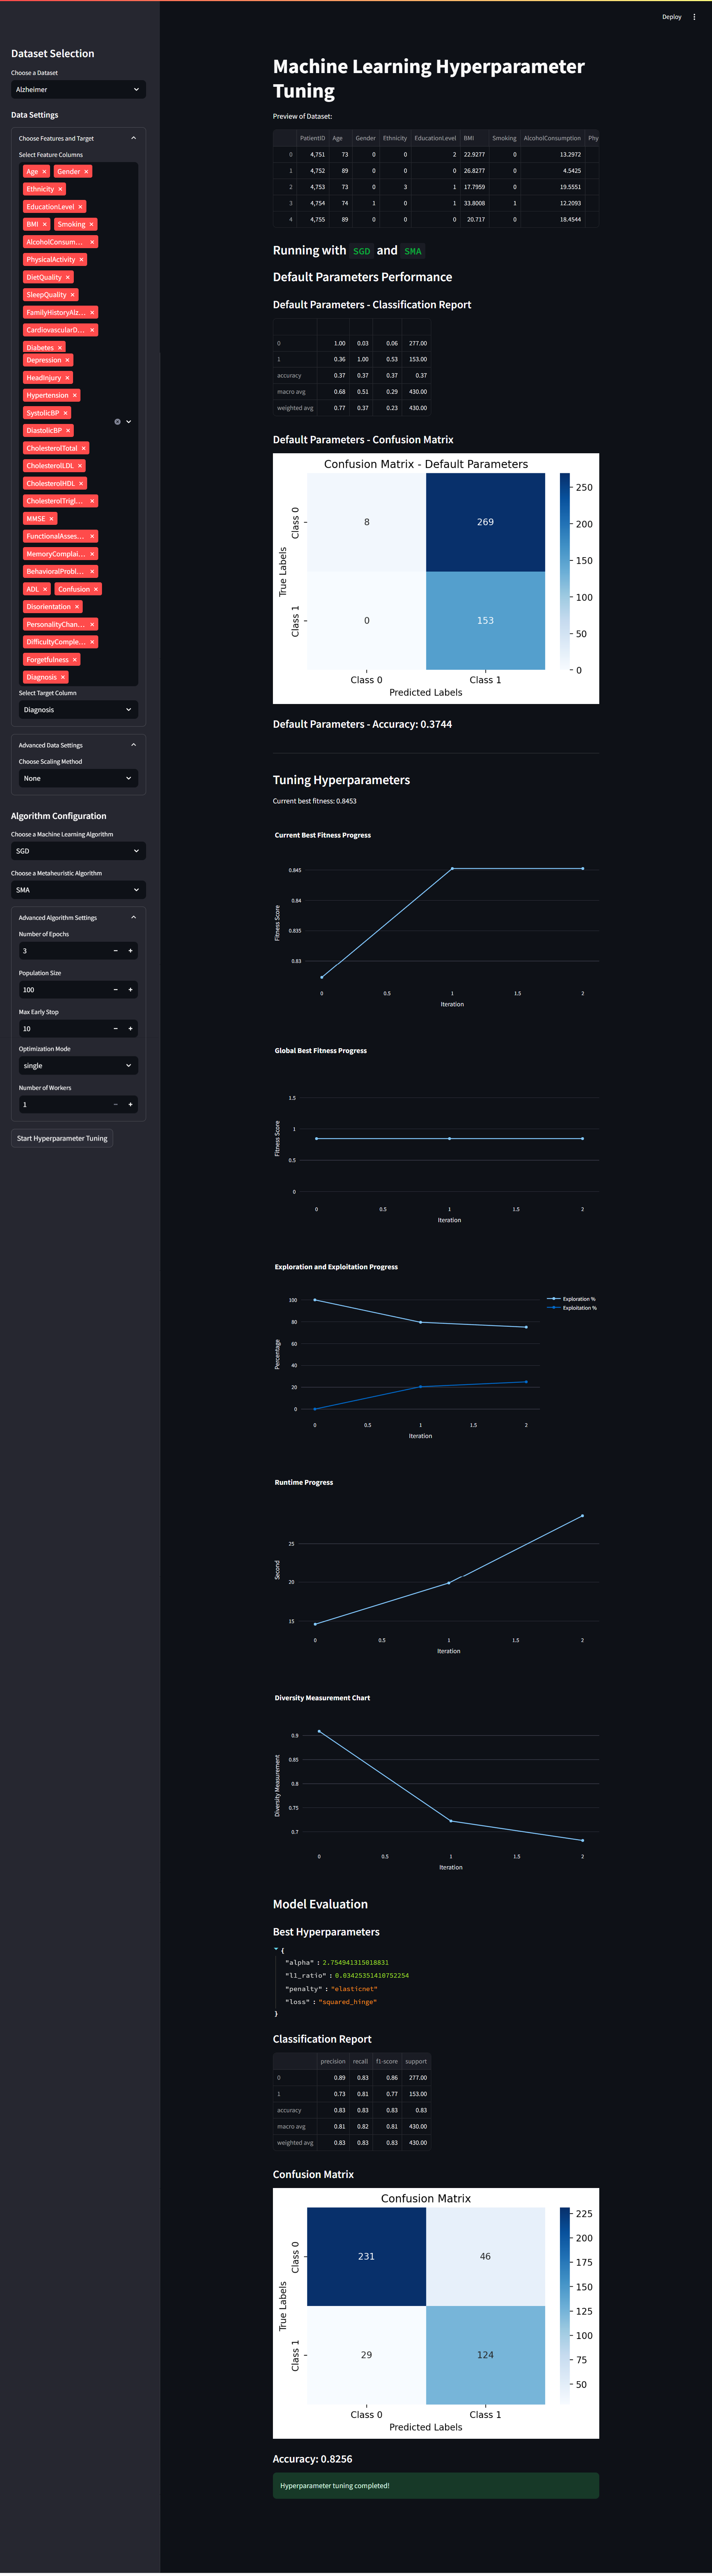 Deploy
Dataset Selection
Choose a Dataset
Alzheimer
Data Settings
Choose Features and Target
Select Feature Columns
Age × Gender ×
Ethnicity ×
EducationLevel ×
BMI × Smoking ×
AlcoholConsum... ×
PhysicalActivity ×
DietQuality ×
SleepQuality ×
FamilyHistoryAlz... ×
CardiovascularD... ×
Diabetes ×
Depression ×
HeadInjury ×
Hypertension ×
SystolicBP ×
DiastolicBP ×
CholesterolTotal ×
CholesterolLDL ×
CholesterolHDL ×
CholesterolTrigl... ×
MMSE ×
FunctionalAsses... ×
MemoryComplai... ×
BehavioralProbl... ×
ADL × Confusion ×
Disorientation ×
PersonalityChan... ×
DifficultyComple... ×
Forgetfulness ×
Diagnosis ×
Select Target Column
Diagnosis
Advanced Data Settings
Choose Scaling Method
None
Algorithm Configuration
Choose a Machine Learning Algorithm
SGD
Choose a Metaheuristic Algorithm
SMA
Advanced Algorithm Settings
Number of Epochs
3 − +
Population Size
100 − +
Max Early Stop
10 − +
Optimization Mode
single
Number of Workers
1 − +
Start Hyperparameter Tuning
Machine Learning Hyperparameter
Tuning
Preview of Dataset:
PatientID Age Gender Ethnicity EducationLevel BMI Smoking AlcoholConsumption Phy
0 4,751 73 0 0 2 22.9277 0 13.2972
1 4,752 89 0 0 0 26.8277 0 4.5425
2 4,753 73 0 3 1 17.7959 0 19.5551
3 4,754 74 1 0 1 33.8008 1 12.2093
4 4,755 89 0 0 0 20.717 0 18.4544
Running with SGD and SMA
Default Parameters Performance
Default Parameters - Classification Report
0 1.00 0.03 0.06 277.00
1 0.36 1.00 0.53 153.00
accuracy 0.37 0.37 0.37 0.37
macro avg 0.68 0.51 0.29 430.00
weighted avg 0.77 0.37 0.23 430.00
Default Parameters - Confusion Matrix
Confusion Matrix - Default Parameters
True Labels
Class 0
8 269
Class 1
0 153
Class 0 Class 1
Predicted Labels
250
200
150
100
50
0
Default Parameters - Accuracy: 0.3744
Tuning Hyperparameters
Current best fitness: 0.8453
Current Best Fitness Progress
Fitness Score
0.845
0.84
0.835
0.83
0 0.5 1 1.5 2
Iteration
Global Best Fitness Progress
Fitness Score
1.5
1
0.5
0
0 0.5 1 1.5 2
Iteration
Exploration and Exploitation Progress
Exploration %
Exploitation %
Percentage
100
80
60
40
20
0
0 0.5 1 1.5 2
Iteration
Runtime Progress
Second
25
20
15
0 0.5 1 1.5 2
Iteration
Diversity Measurement Chart
Diversity Measurement
0.9
0.85
0.8
0.75
0.7
0 0.5 1 1.5 2
Iteration
Model Evaluation
Best Hyperparameters
{
"alpha" : 2.754941315018831
"l1_ratio" : 0.03425351410752254
"penalty" : "elasticnet"
"loss" : "squared_hinge"
}
Classification Report
precision recall f1-score support
0 0.89 0.83 0.86 277.00
1 0.73 0.81 0.77 153.00
accuracy 0.83 0.83 0.83 0.83
macro avg 0.81 0.82 0.81 430.00
weighted avg 0.83 0.83 0.83 430.00
Confusion Matrix
Confusion Matrix
True Labels
Class 0
231 46
Class 1
29 124
Class 0 Class 1
Predicted Labels
225
200
175
150
125
100
75
50
Accuracy: 0.8256
Hyperparameter tuning completed!